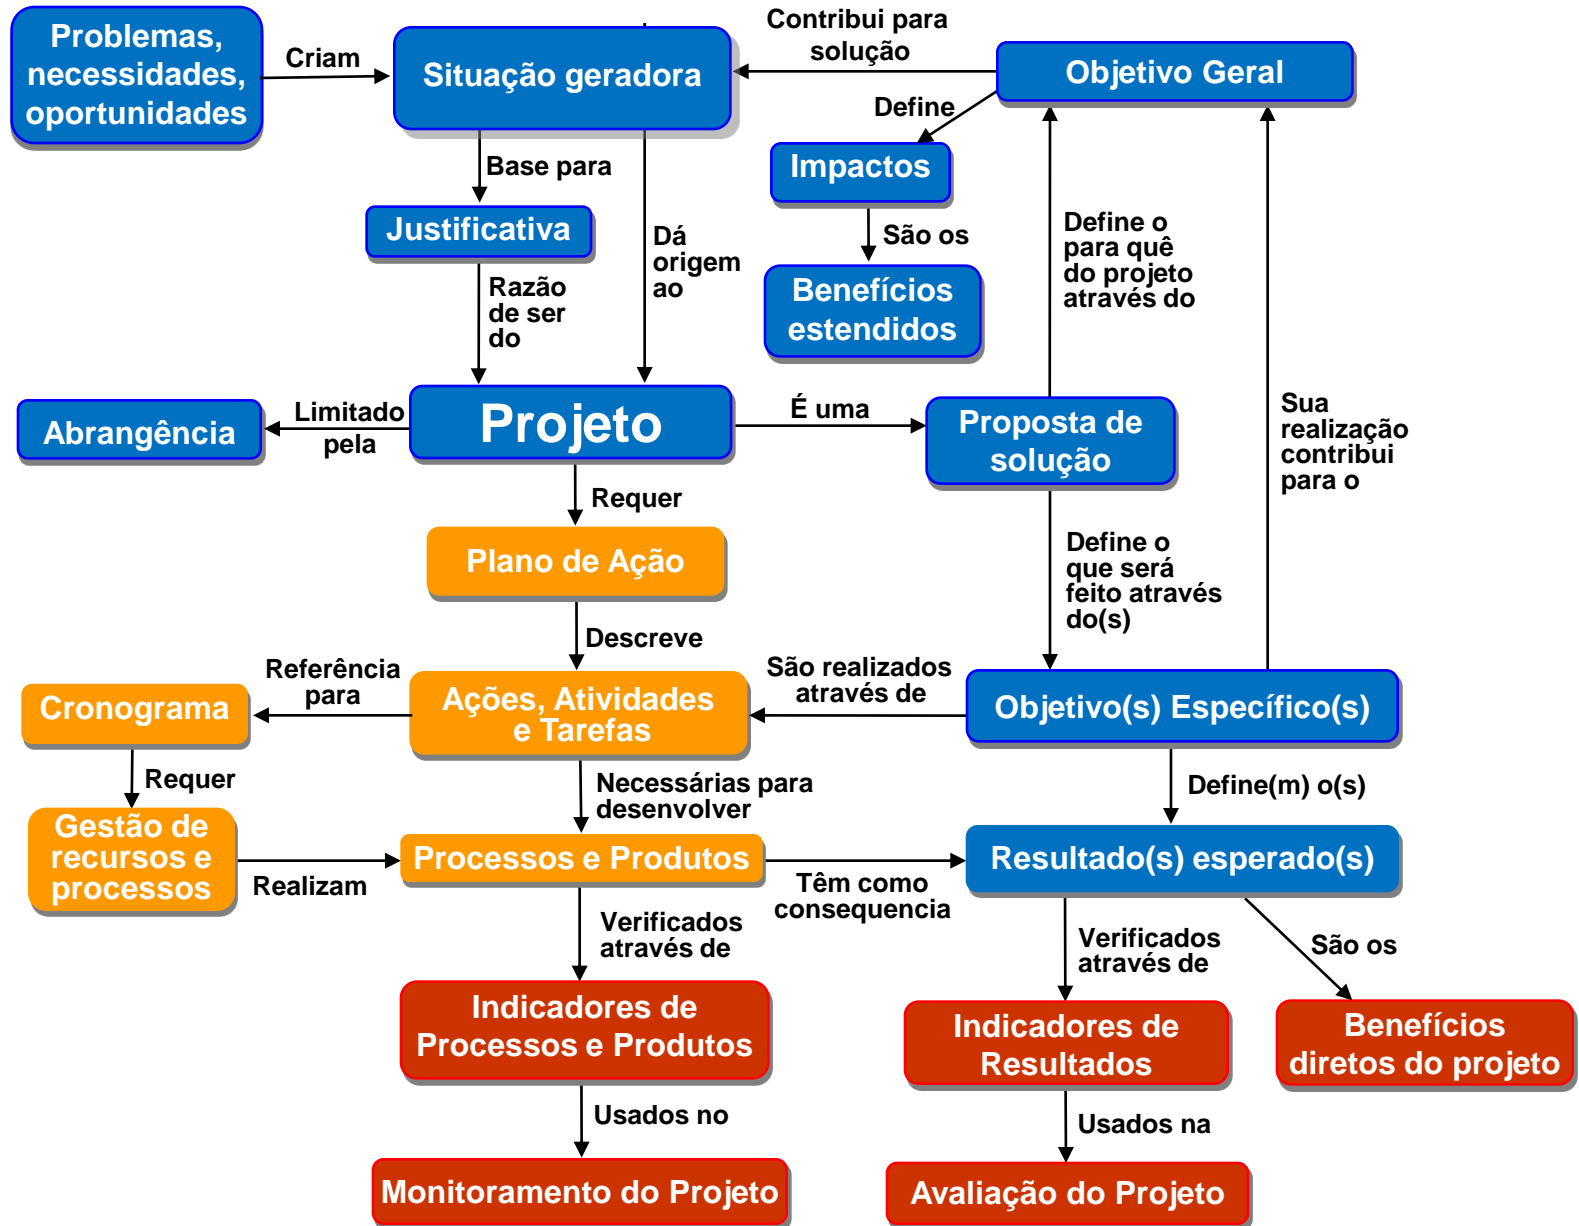 Problemas,
necessidades,
oportunidades
Criam
Situação geradora
Contribui para
solução
Objetivo Geral
Define
Impactos
Base para
Justificativa
São os
Benefícios
estendidos
Dá
origem
ao
Razão
de ser
do
Define o
para quê
do projeto
através do
Abrangência
Limitado
pela
Projeto
É uma
Proposta de
solução
Sua
realização
contribui
para o
Requer
Plano de Ação
Define o
que será
feito através
do(s)
Descreve
Referência
para
Cronograma
Ações, Atividades
e Tarefas
São realizados
através de
Objetivo(s) Específico(s)
Requer
Necessárias para
desenvolver
Define(m) o(s)
Gestão de
recursos e
processos
Realizam
Processos e Produtos
Têm como
consequencia
Resultado(s) esperado(s)
Verificados
através de
Verificados
através de
São os
Indicadores de
Processos e Produtos
Indicadores de
Resultados
Benefícios
diretos do projeto
Usados no
Usados na
Monitoramento do Projeto
Avaliação do Projeto